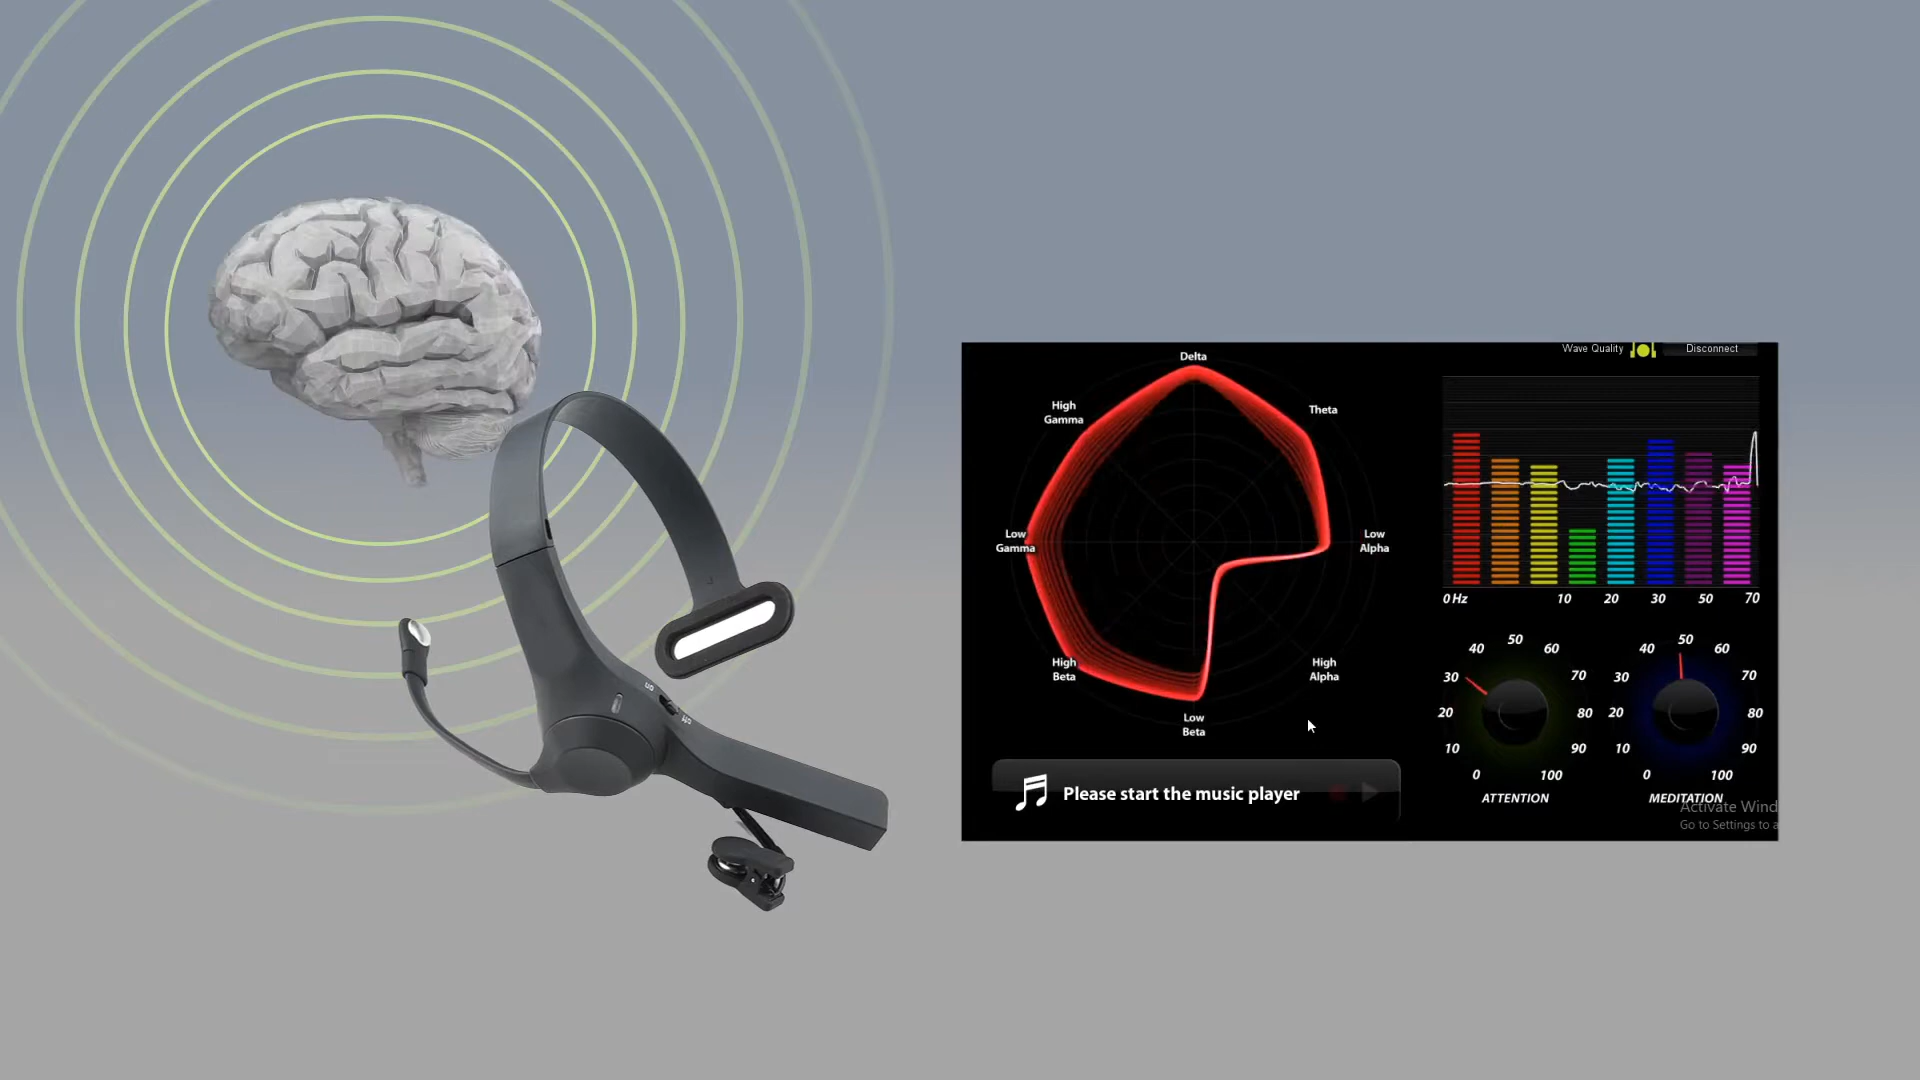 Wave Quality
Disconnect
Delta
Theta
Low
Alpha
High
Alpha
Low
Beta
High
Beta
Low
Gamma
High
Gamma
0 Hz 10 20 30 50 70
0 10 20 30 40 50 60 70 80 90 100
ATTENTION
0 10 20 30 40 50 60 70 80 90 100
MEDITATION
Please start the music player
Activate Wind
Go to Settings to a
on
off